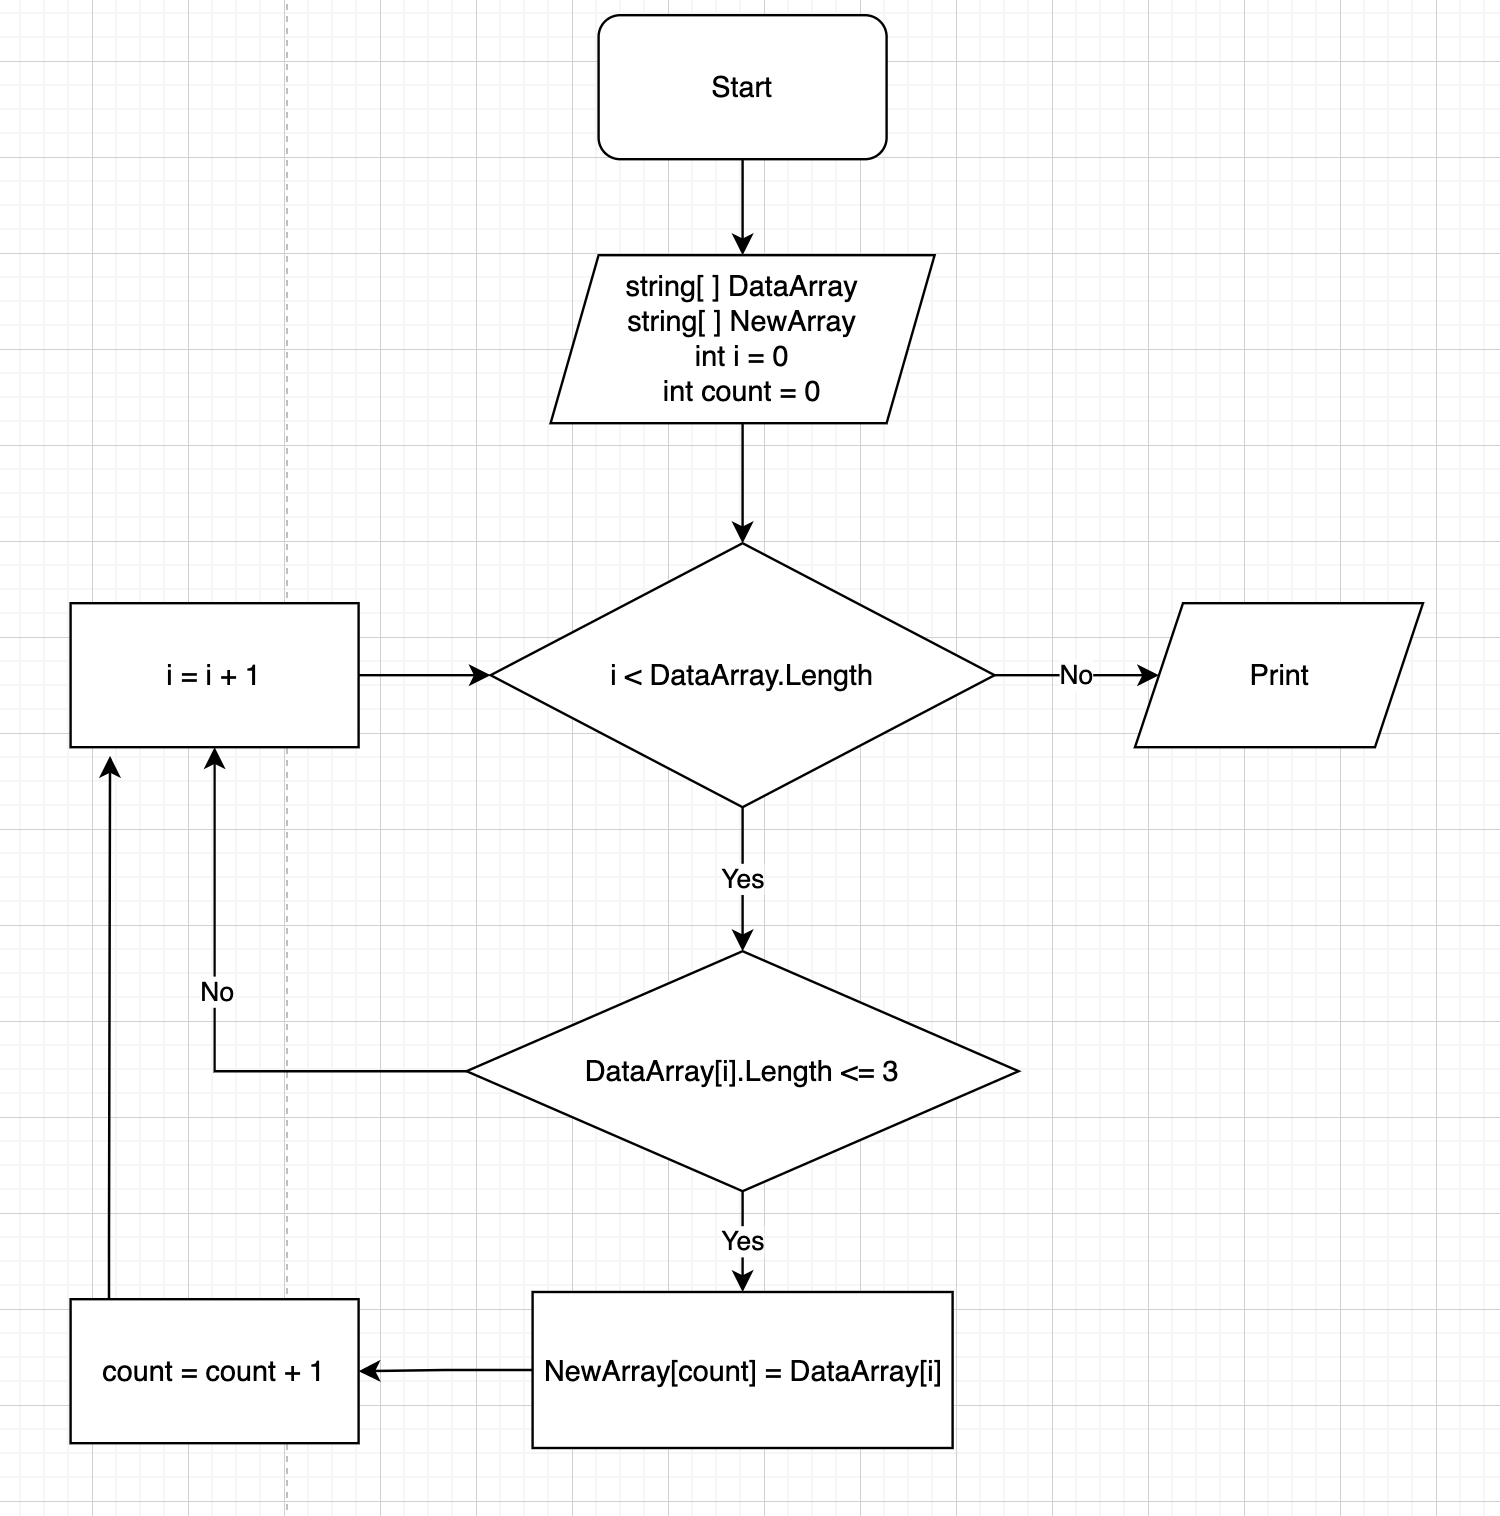 Start
string[ ] DataArray
string[ ] NewArray
int i = 0
int count = 0
i = i + 1
i < DataArray.Length
No
Print
Yes
No
DataArray[i].Length <= 3
Yes
count = count + 1
NewArray[count] = DataArray[i]